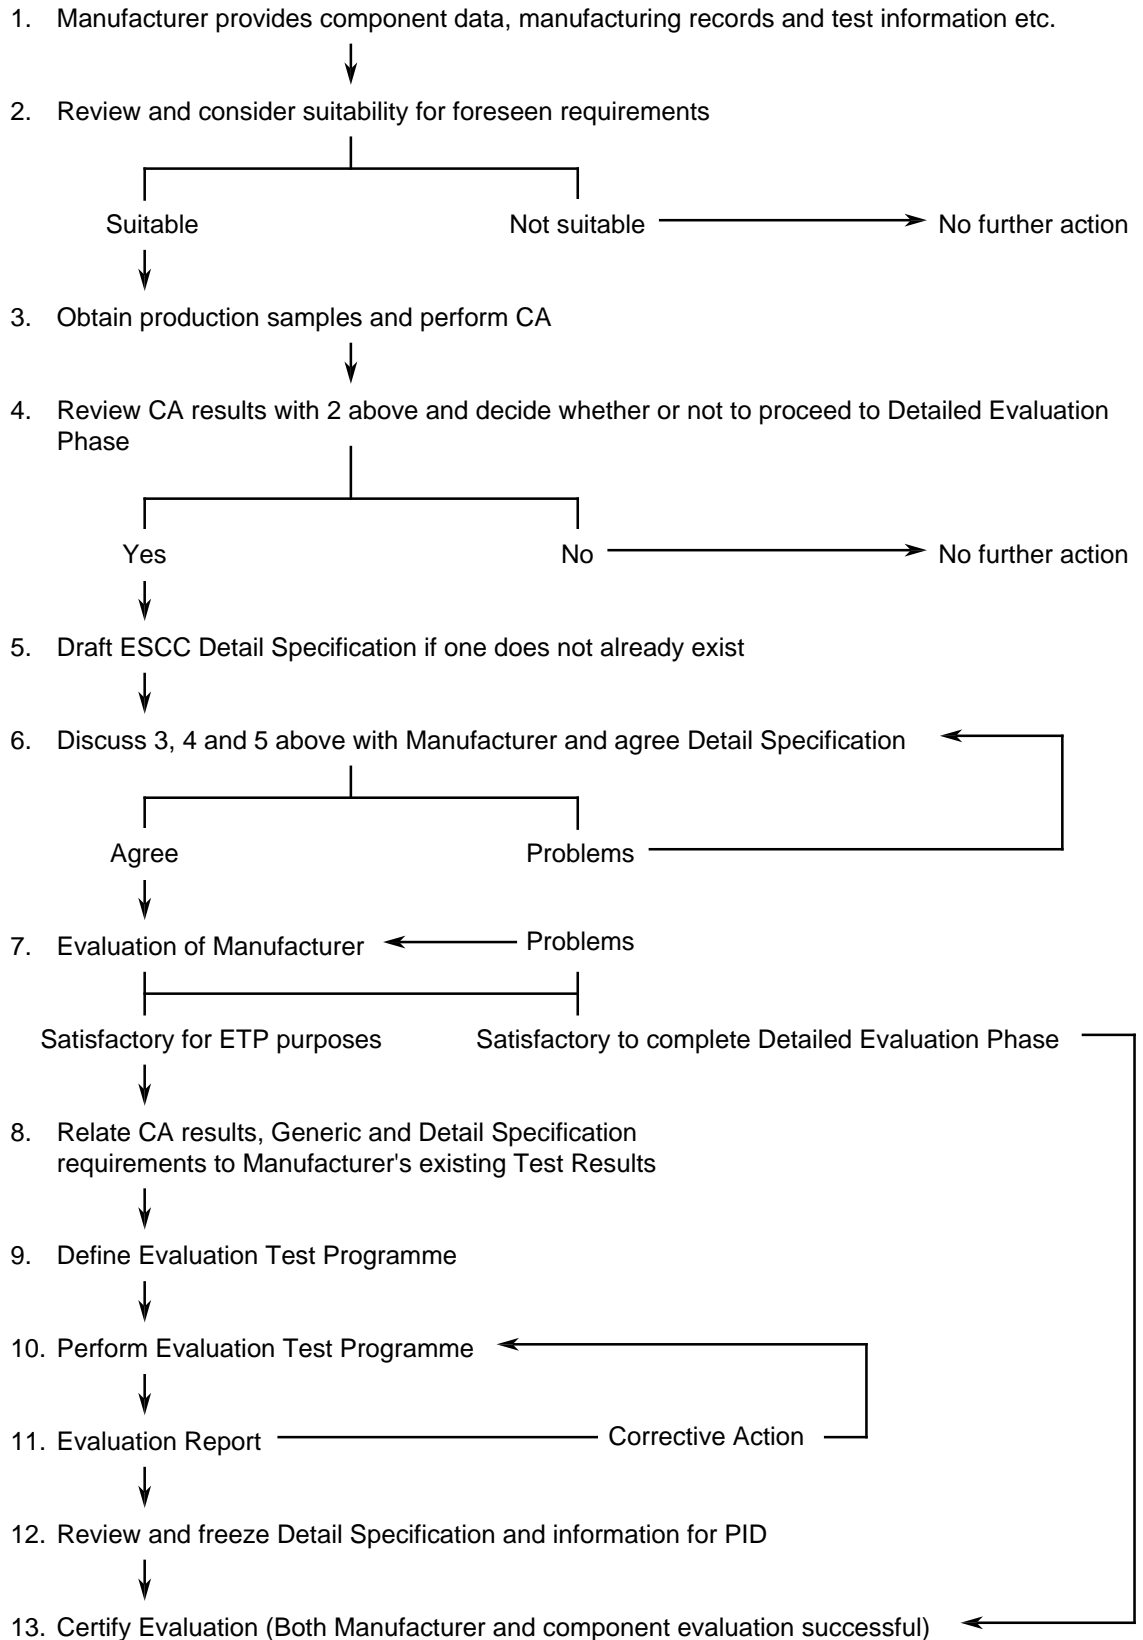 1. Manufacturer provides component data, manufacturing records and test information etc.
2. Review and consider suitability for foreseen requirements
Suitable Not suitable No further action
3. Obtain production samples and perform CA
4. Review CA results with 2 above and decide whether or not to proceed to Detailed Evaluation
Phase
Yes No No further action
5. Draft ESCC Detail Specification if one does not already exist
6. Discuss 3, 4 and 5 above with Manufacturer and agree Detail Specification
Agree Problems
7. Evaluation of Manufacturer Problems
Satisfactory for ETP purposes Satisfactory to complete Detailed Evaluation Phase
8. Relate CA results, Generic and Detail Specification
requirements to Manufacturer's existing Test Results
9. Define Evaluation Test Programme
10. Perform Evaluation Test Programme
11. Evaluation Report Corrective Action
12. Review and freeze Detail Specification and information for PID
13. Certify Evaluation (Both Manufacturer and component evaluation successful)